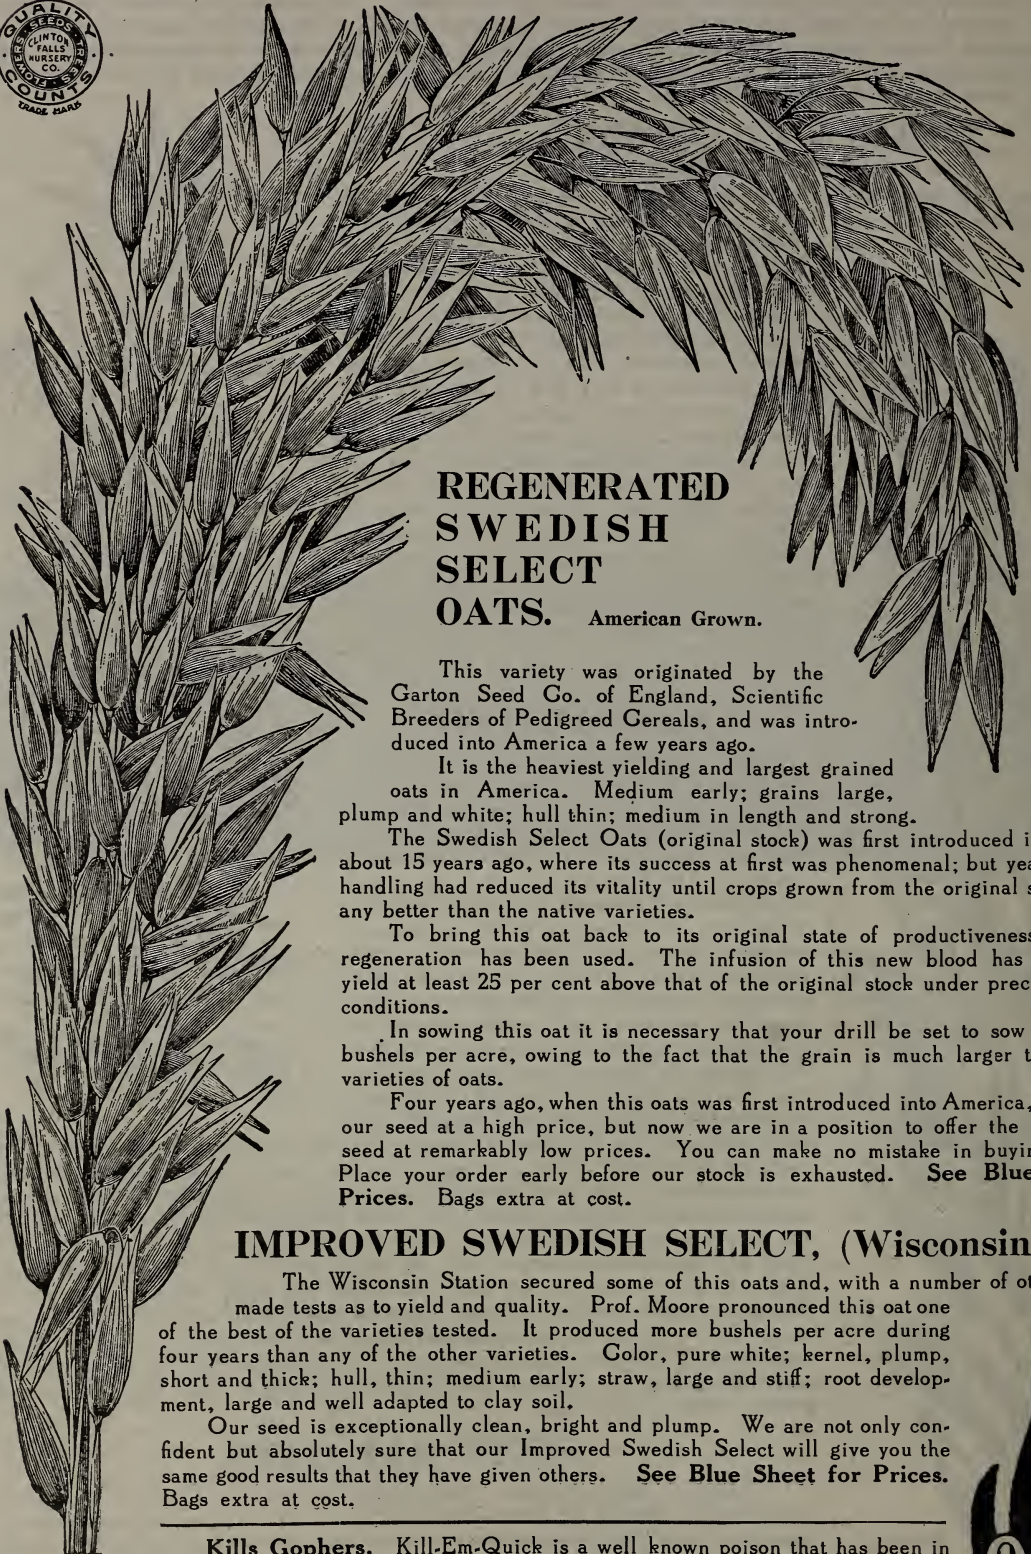 QUALITY
FLOWERS SEEDS TREES
CLINTON
FALLS
NURSERY
CO.
COUNTS
TRADE MARK
REGENERATED
SWEDISH
SELECT
OATS. American Grown.
This variety was originated by the
Garton Seed Co. of England, Scientific
Breeders of Pedigreed Cereals, and was intro-
duced into America a few years ago.
It is the heaviest yielding and largest grained
oats in America. Medium early; grains large,
plump and white; hull thin; medium in length and strong.
The Swedish Select Oats (original stock) was first introduced
about 15 years ago, where its success at first was phenomenal; but
handling had reduced its vitality until crops grown from the original
any better than the native varieties.
To bring this oat back to its original state of productiveness
regeneration has been used. The infusion of this new blood has
yield at least 25 per cent above that of the original stock under
conditions.
In sowing this oat it is necessary that your drill be set to sow
bushels per acre, owing to the fact that the grain is much larger
varieties of oats.
Four years ago, when this oats was first introduced into America,
our seed at a high price, but now we are in a position to offer the
seed at remarkably low prices. You can make no mistake in
Place your order early before our stock is exhausted. See Blue
Prices. Bags extra at cost.
IMPROVED SWEDISH SELECT, (Wisconsin
The Wisconsin Station secured some of this oats and, with a number of
made tests as to yield and quality. Prof. Moore pronounced this oat one
of the best of the varieties tested. It produced more bushels per acre during
four years than any of the other varieties. Color, pure white; kernel, plump,
short and thick; hull, thin; medium early; straw, large and stiff; root develop-
ment, large and well adapted to clay soil.
Our seed is exceptionally clean, bright and plump. We are not only con-
fident but absolutely sure that our Improved Swedish Select will give you the
same good results that they have given others. See Blue Sheet for Prices.
Bags extra at cost.
Kills Gophers. Kill-Em-Quick is a well known poison that has been in